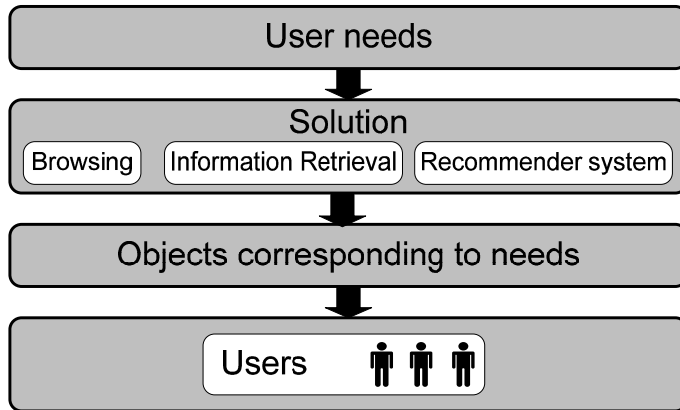 User needs
Solution
Browsing Information Retrieval Recommender system
Objects corresponding to needs
Users